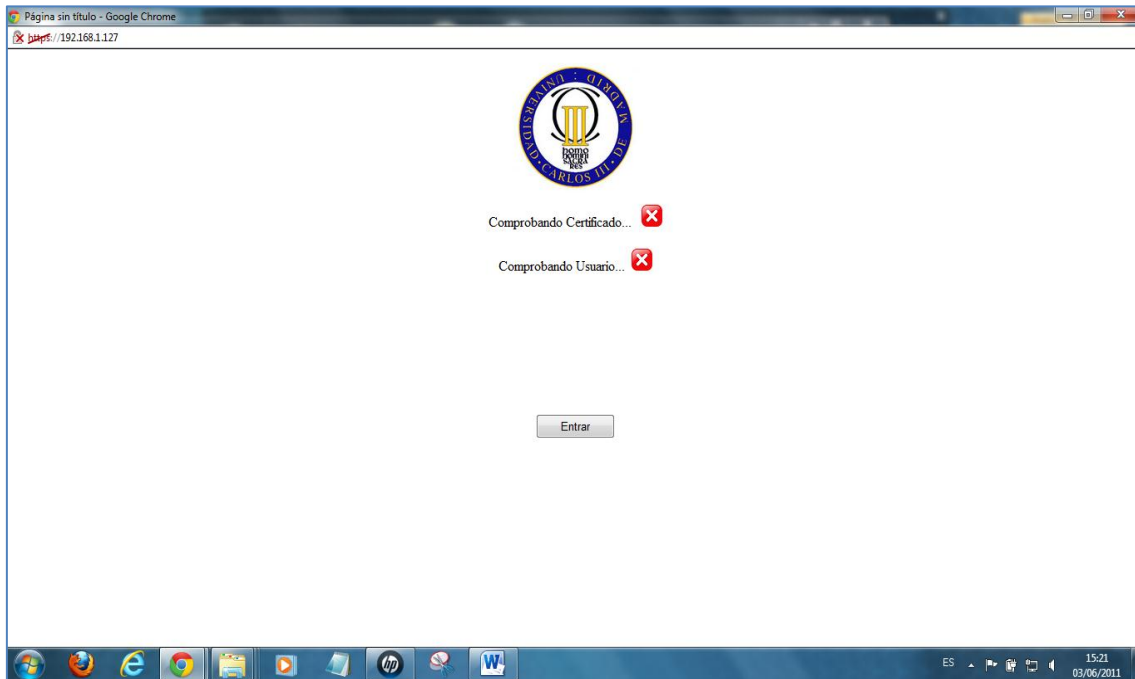 Página sin título - Google Chrome
https://192.168.1.127
UNIVERSIDAD · CARLOS III · DE MADRID :
homo
homini
SACRA
RES
Comprobando Certificado...
Comprobando Usuario...
Entrar
hp
W
ES
15:21
03/06/2011